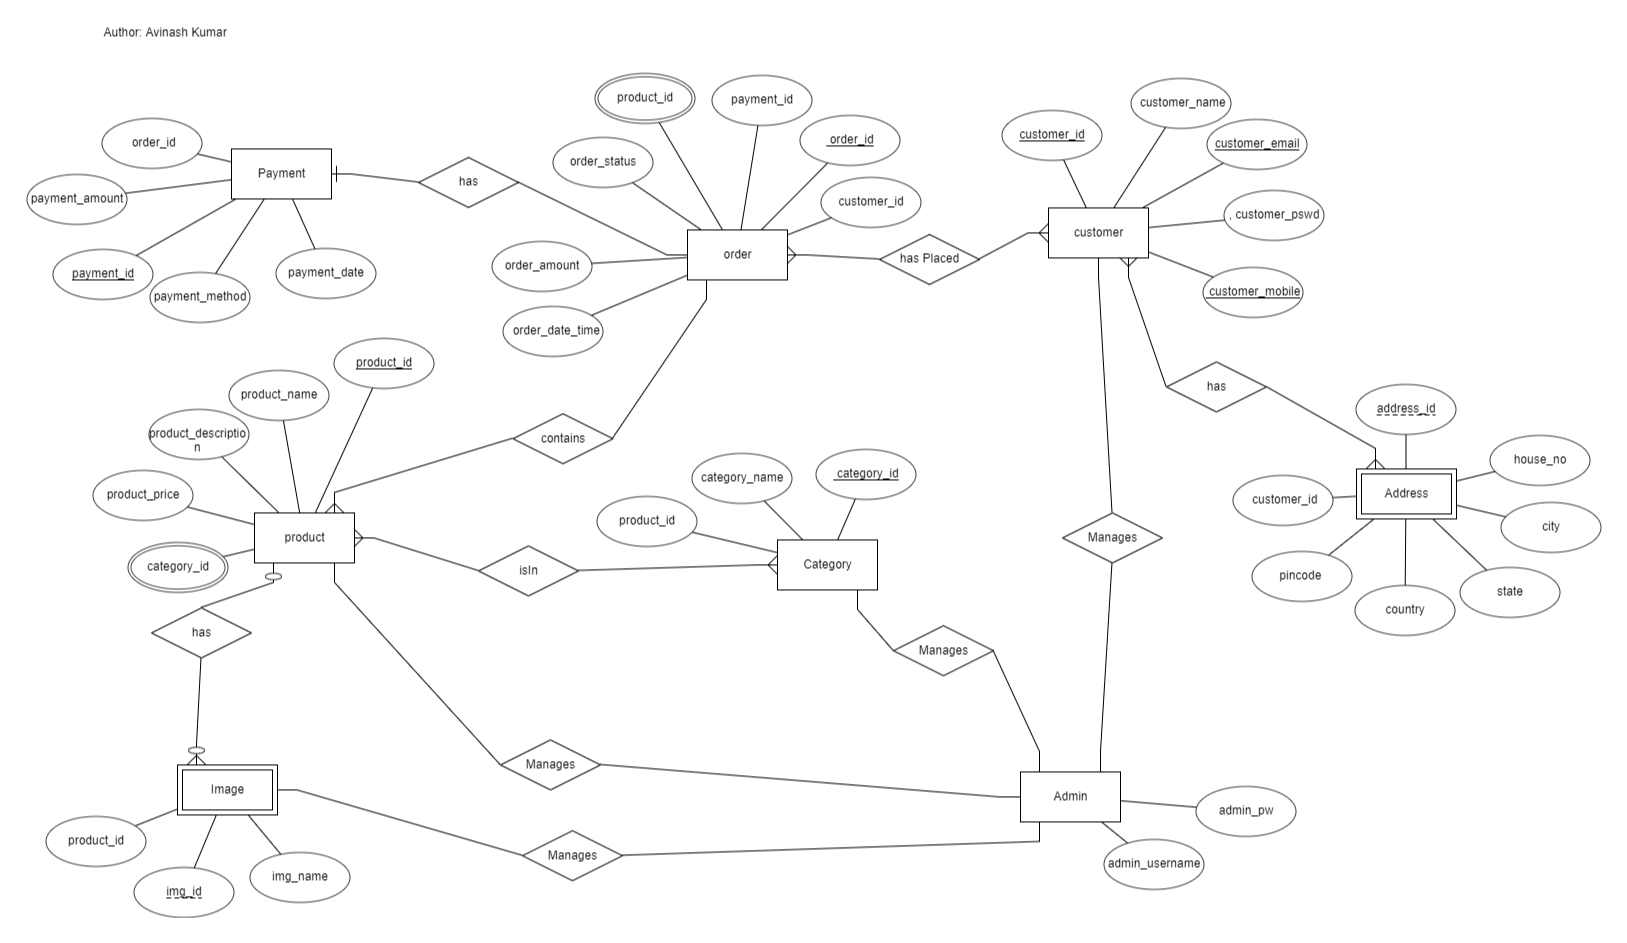 Author: Avinash Kumar
product_id
payment_id
customer_name
order_id
order_id
customer_id
customer_email
order_status
Payment
has
payment_amount
customer_id
, customer_pswd
customer
order
has Placed
order_amount
payment_id
payment_date
payment_method
customer_mobile
order_date_time
product_id
product_name
has
address_id
product_descriptio
n
contains
house_no
category_name
category_id
product_price
Address
customer_id
product_id
city
product
Manages
category_id
isIn
Category
pincode
state
country
has
Manages
Manages
Image
Admin
admin_pw
product_id
Manages
admin_username
img_name
img_id